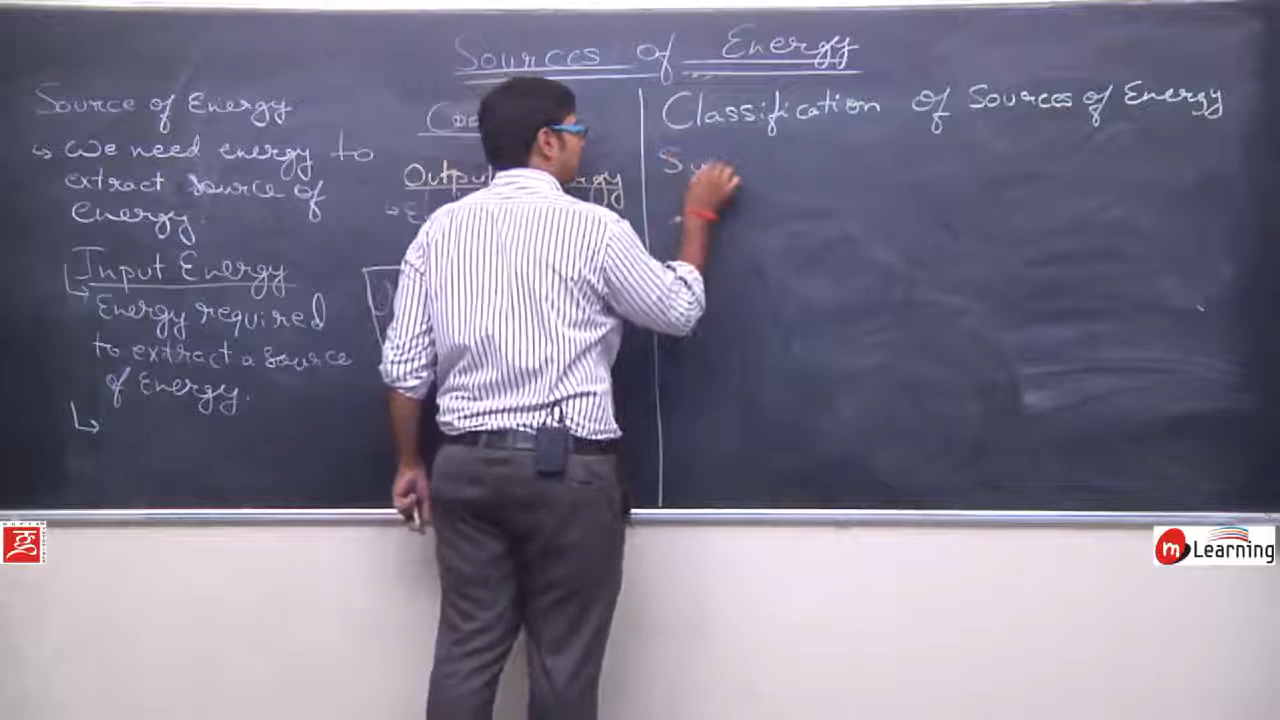 Sources of Energy
Source of Energy
↳ We need energy to
extract source of
energy.
↳ Input Energy
Energy required
to extract a source
of Energy.
↳
Classification of Sources of Energy
m Learning